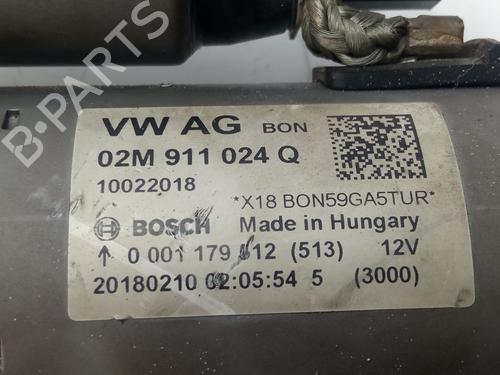 VW AG BON
02M 911 024 Q
10022018
*X18 BON59GA5TUR*
BOSCH Made in Hungary
↑ 0 001 179 512 (513) 12V
20180210 02:05:54 5 (3000)
B-PARTS